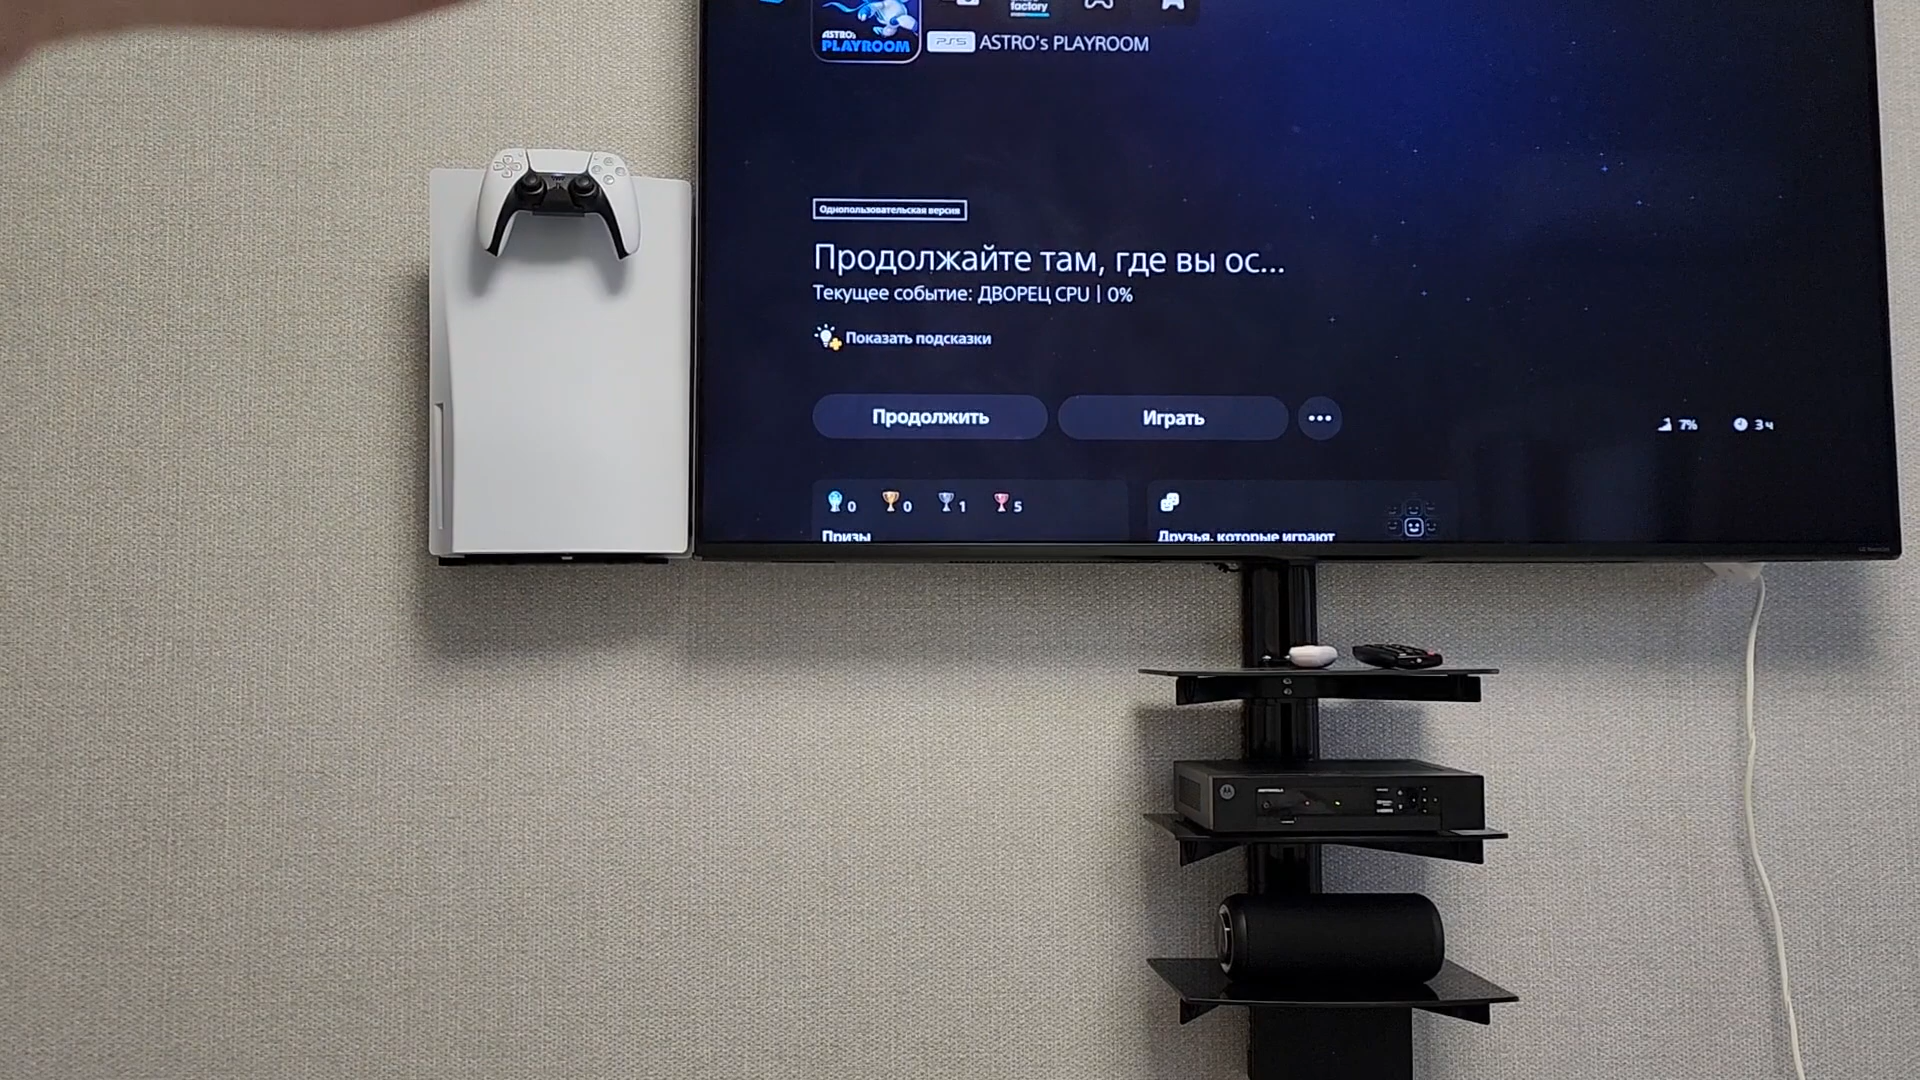 factory
ASTRO's
PLAYROOM
PS5 ASTRO's PLAYROOM
Однопользовательская версия
Продолжайте там, где вы ос...
Текущее событие: ДВОРЕЦ CPU | 0%
Показать подсказки
Продолжить
Играть
7%
3 ч
0
0
1
5
Призы
Друзья, которые играют